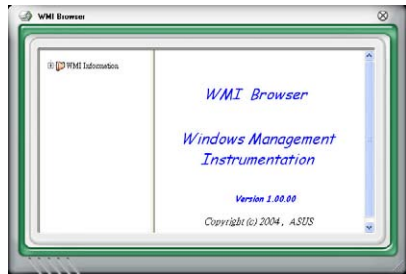 WMI Browser
WMI Information
WMI Browser
Windows Management
Instrumentation
Version 1.00.00
Copyright (c) 2004, ASUS